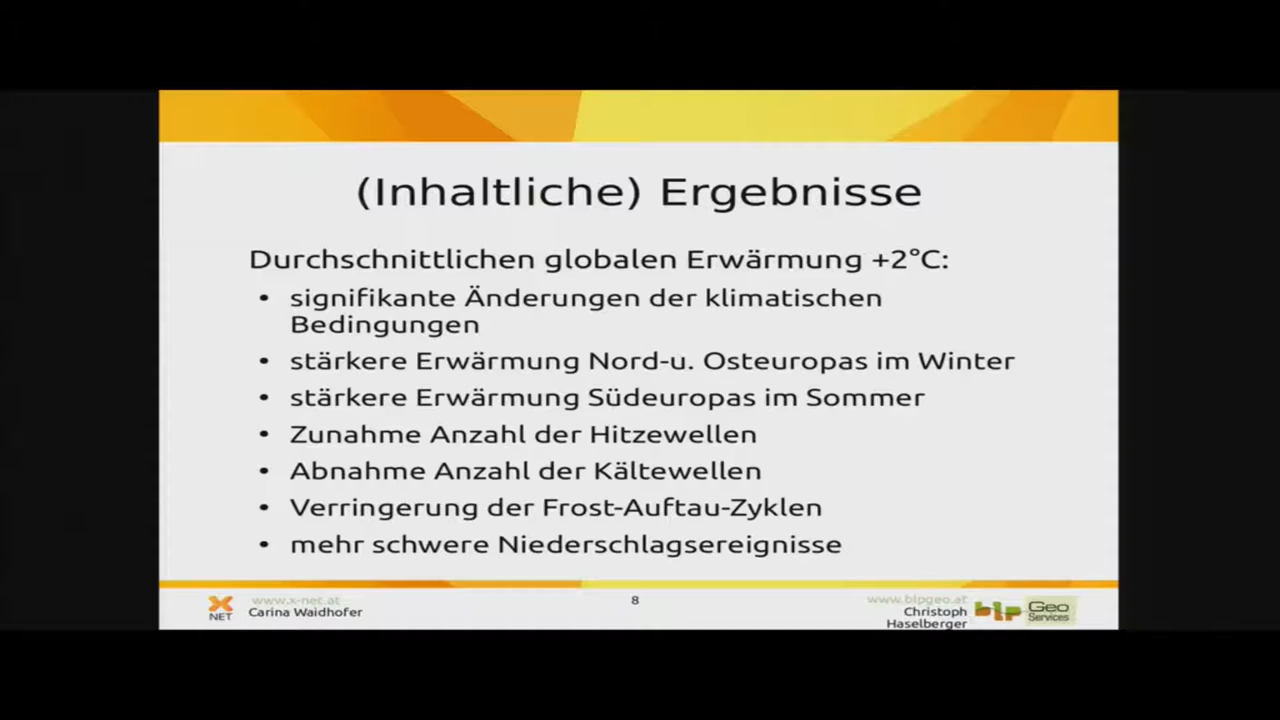 (Inhaltliche) Ergebnisse
Durchschnittlichen globalen Erwärmung +2°C:
• signifikante Änderungen der klimatischen
Bedingungen
• stärkere Erwärmung Nord-u. Osteuropas im Winter
• stärkere Erwärmung Südeuropas im Sommer
• Zunahme Anzahl der Hitzewellen
• Abnahme Anzahl der Kältewellen
• Verringerung der Frost-Auftau-Zyklen
• mehr schwere Niederschlagsereignisse
X NET
www.x-net.at
Carina Waidhofer
8
www.blpgeo.at
Christoph
Haselberger
blp
Geo
Services